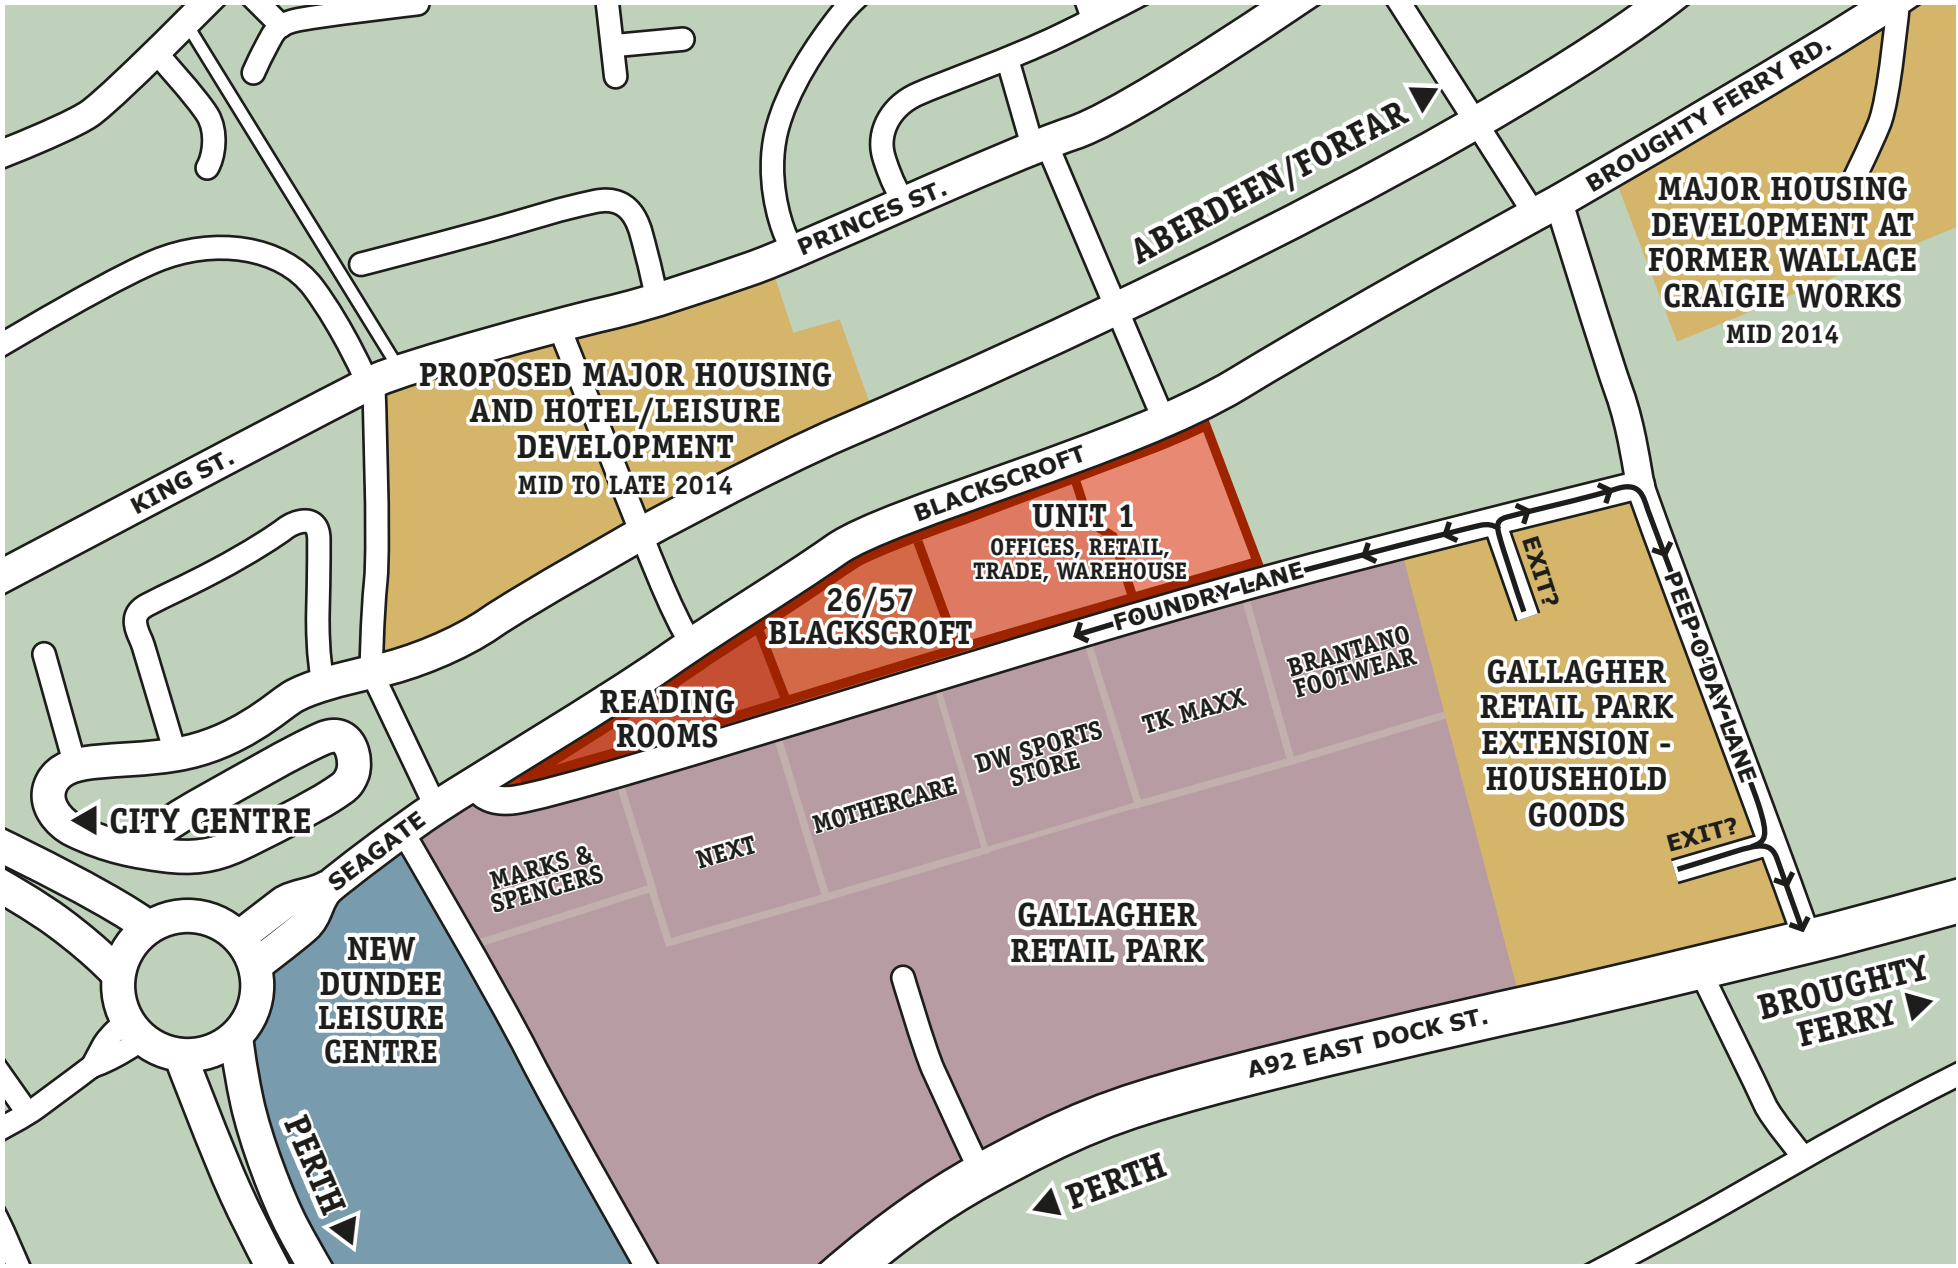 BROUGHTY FERRY RD.
ABERDEEN/FORFAR
PRINCES ST.
MAJOR HOUSING
DEVELOPMENT AT
FORMER WALLACE
CRAIGIE WORKS
MID 2014
PROPOSED MAJOR HOUSING
AND HOTEL/LEISURE
DEVELOPMENT
MID TO LATE 2014
KING ST.
BLACKSCROFT
UNIT 1
OFFICES, RETAIL,
TRADE, WAREHOUSE
26/57
BLACKSCROFT
FOUNDRY-LANE
EXIT?
PEEP-O'DAY-LANE
READING
ROOMS
BRANTANO
FOOTWEAR
TK MAXX
DW SPORTS
STORE
MOTHERCARE
NEXT
MARKS &
SPENCERS
GALLAGHER
RETAIL PARK
EXTENSION -
HOUSEHOLD
GOODS
EXIT?
CITY CENTRE
SEAGATE
GALLAGHER
RETAIL PARK
NEW
DUNDEE
LEISURE
CENTRE
BROUGHTY
FERRY
A92 EAST DOCK ST.
PERTH
PERTH